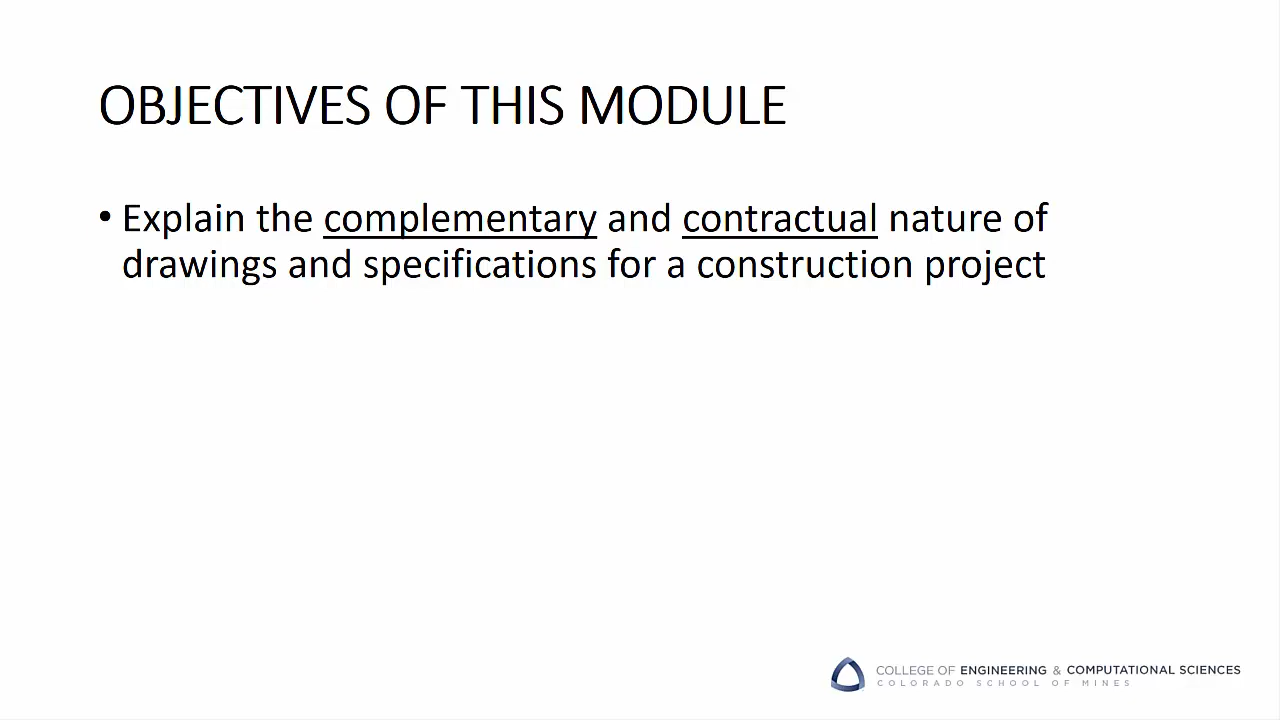 OBJECTIVES OF THIS MODULE
• Explain the complementary and contractual nature of
drawings and specifications for a construction project
COLLEGE OF ENGINEERING & COMPUTATIONAL SCIENCES
COLORADO SCHOOL OF MINES